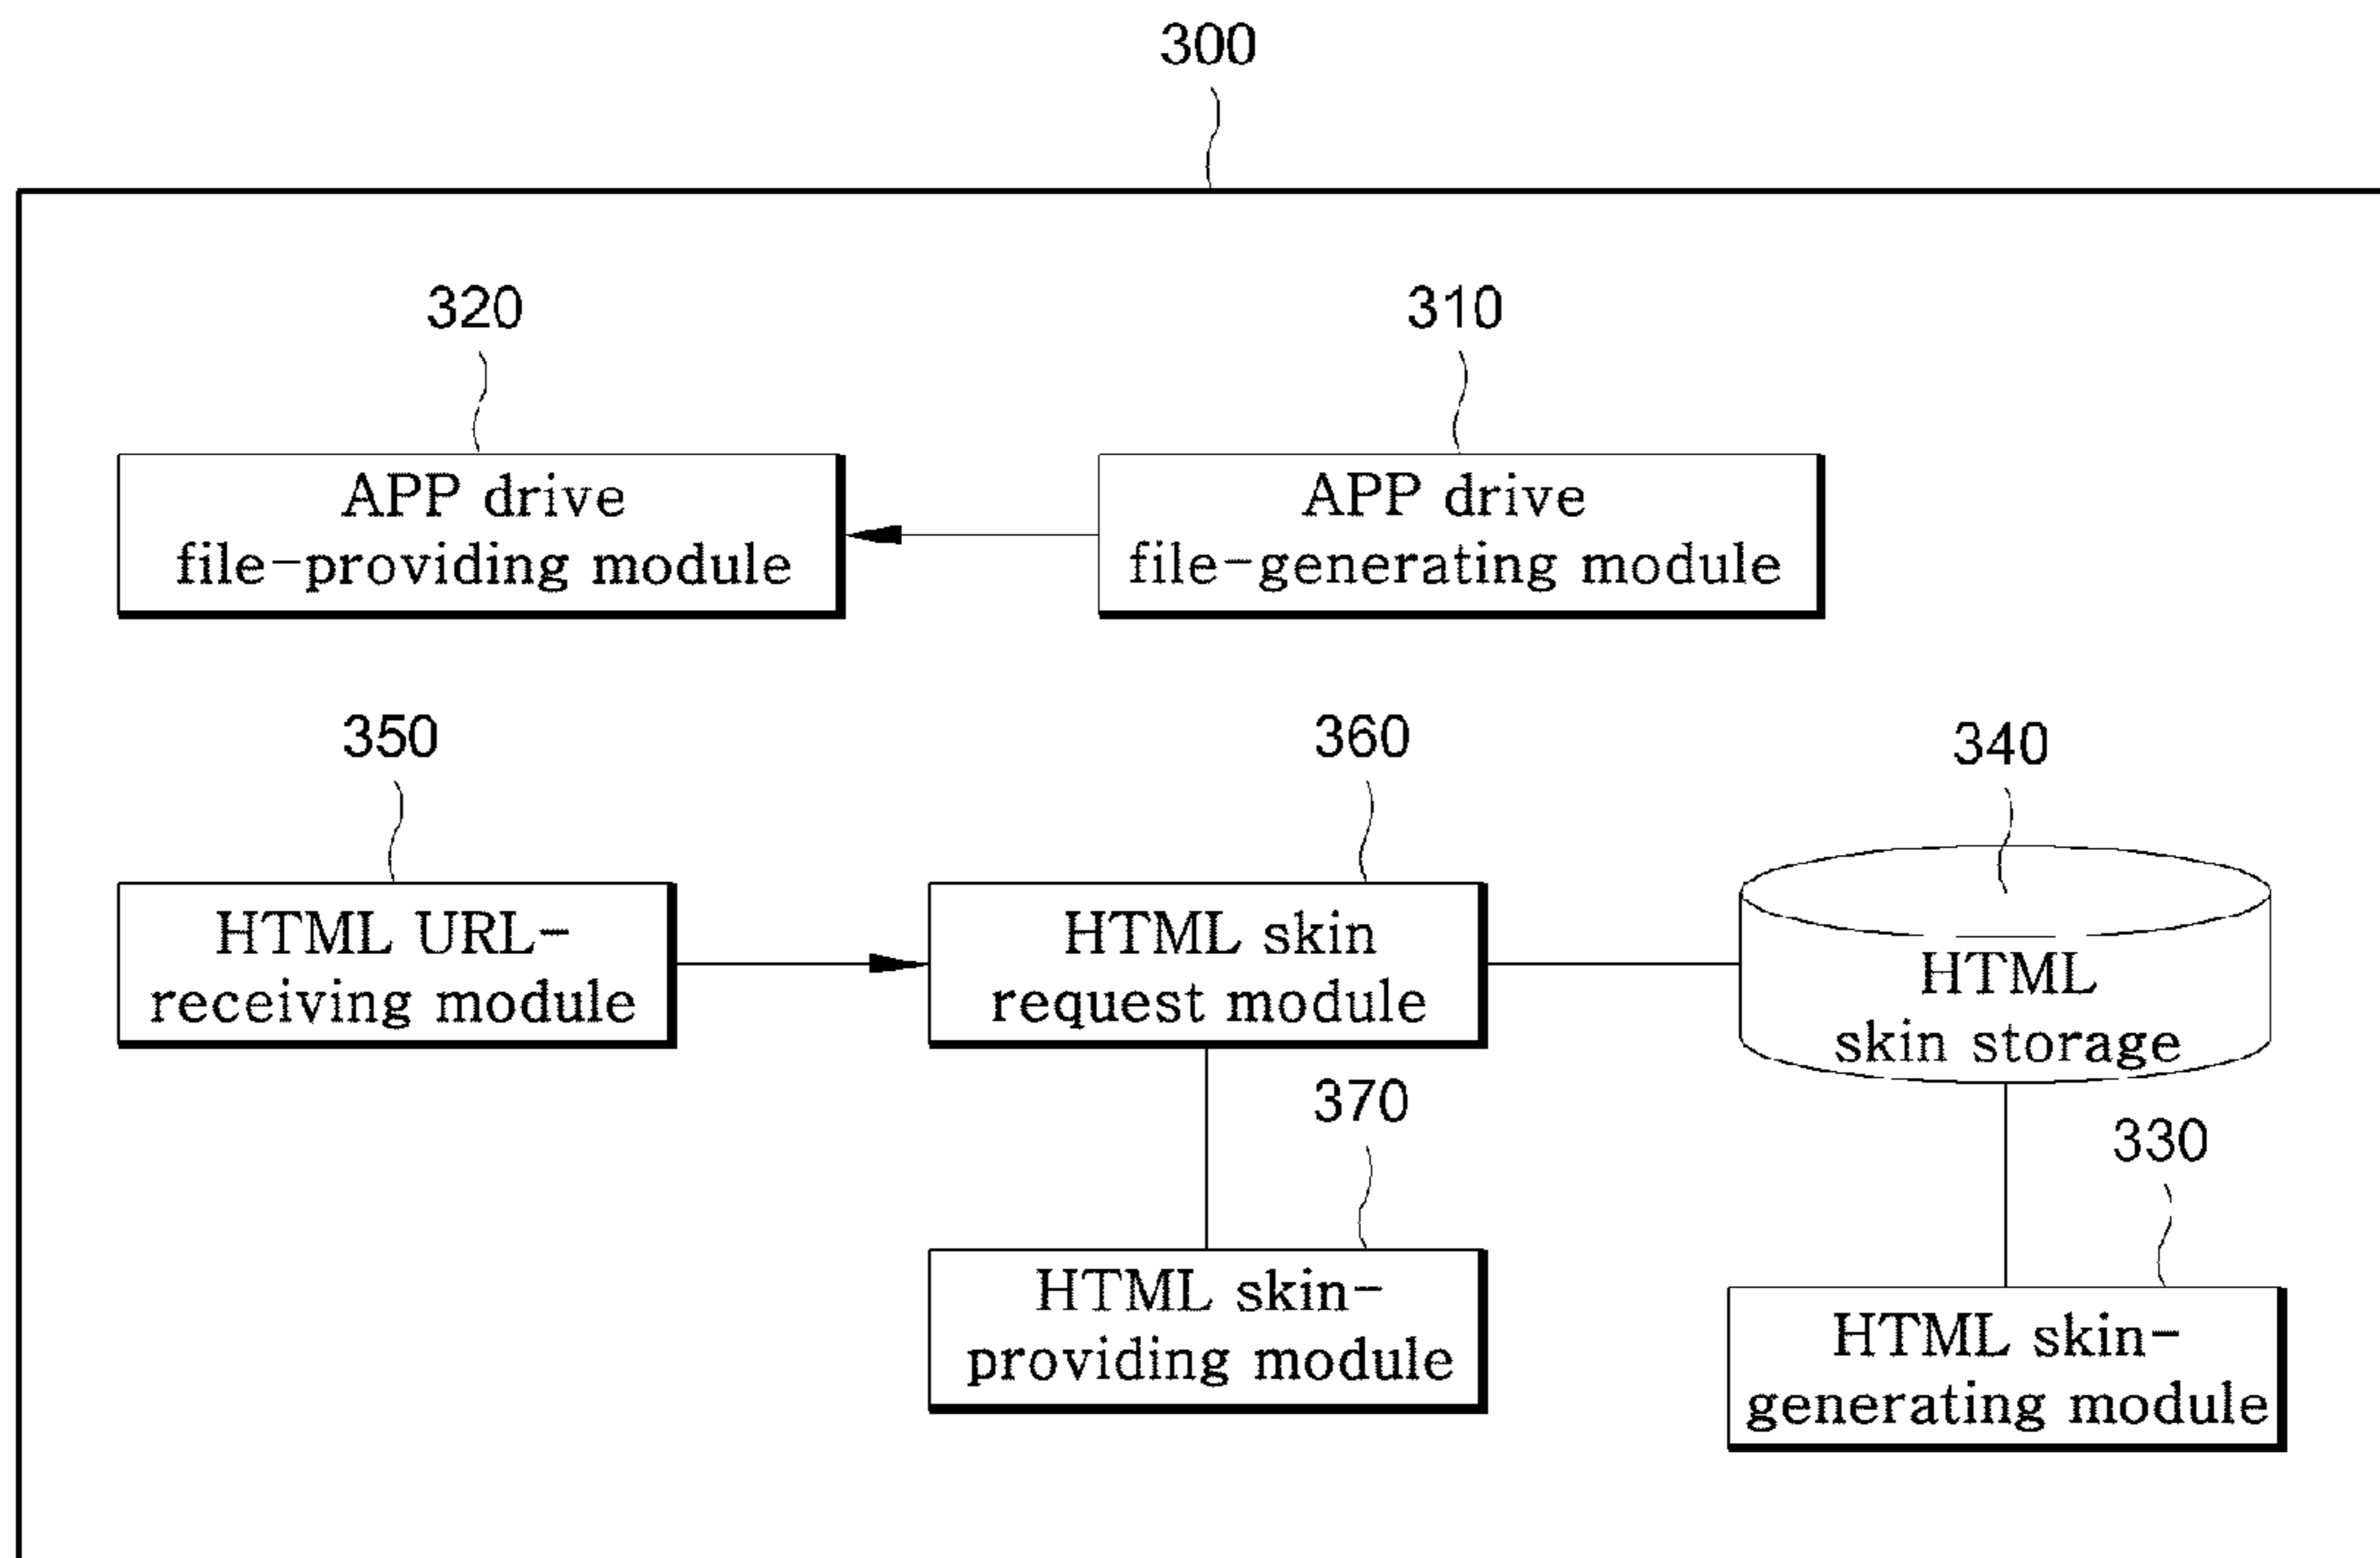 300
320
310
APP drive
file-providing module
APP drive
file-generating module
350
360
340
HTML URL-
receiving module
HTML skin
request module
HTML
skin storage
370
330
HTML skin-
providing module
HTML skin-
generating module